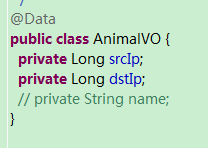 */
@Data
public class AnimalVO {
private Long srcIp;
private Long dstIp;
// private String name;
}